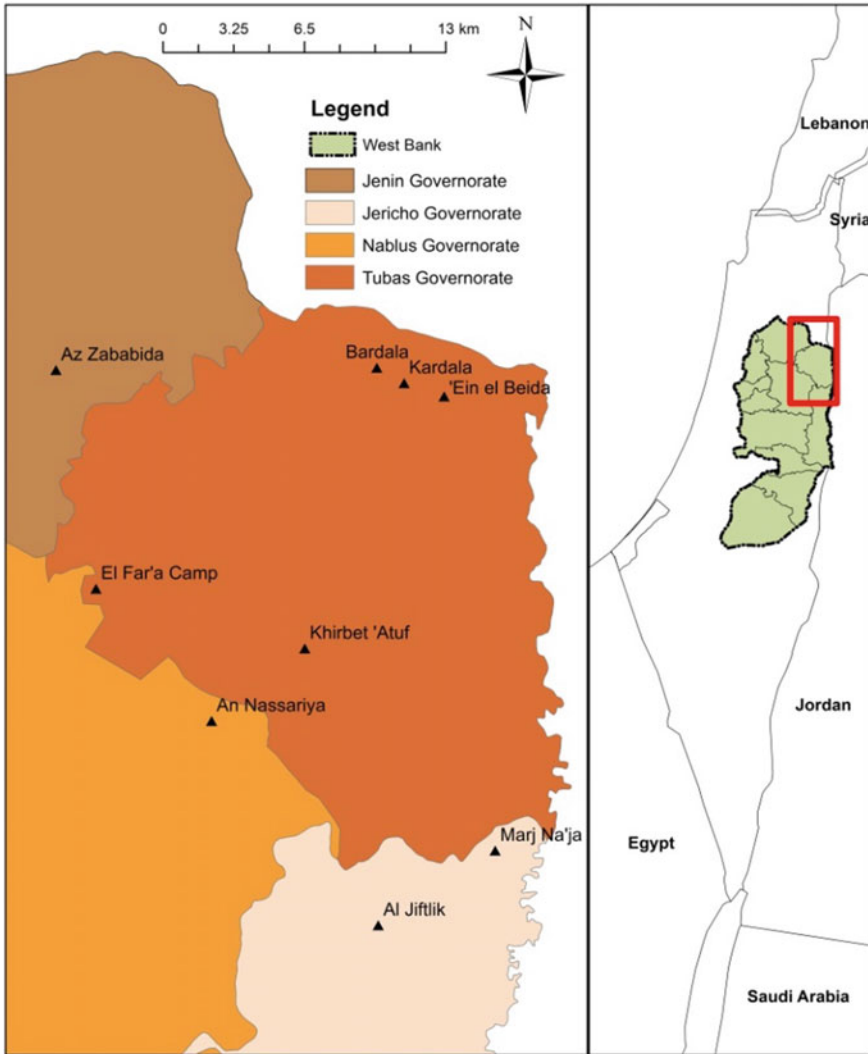 0 3.25 6.5 13 km
N
Legend
West Bank
Jenin Governorate
Jericho Governorate
Nablus Governorate
Tubas Governorate
Az Zababida
Bardala
Kardala
'Ein el Beida
El Far'a Camp
Khirbet 'Atuf
An Nassariya
Marj Na'ja
Al Jiftlik
Lebanon
Syria
Jordan
Egypt
Saudi Arabia